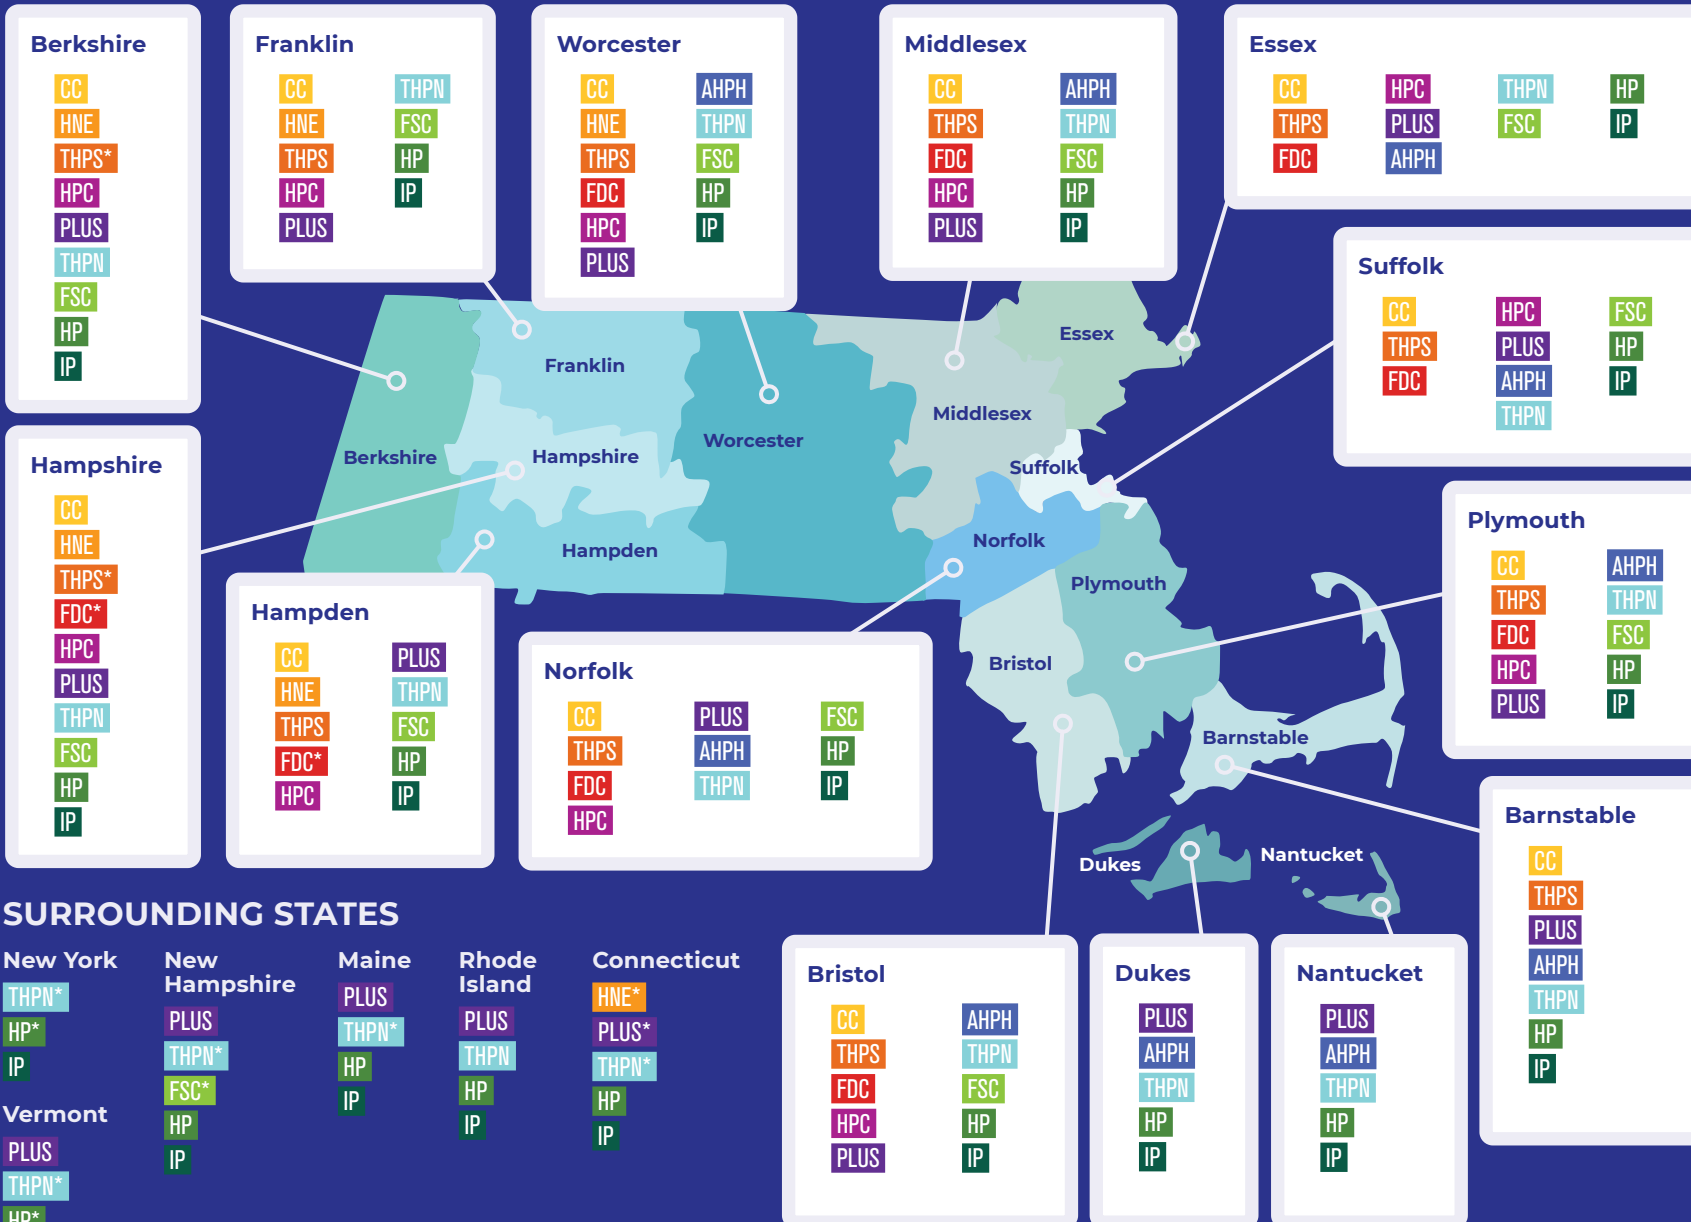 Berkshire
CC
HNE
THPS*
HPC
PLUS
THPN
FSC
HP
IP
Franklin
CC
HNE
THPS
HPC
PLUS
THPN
FSC
HP
IP
Worcester
CC
HNE
THPS
FDC
HPC
PLUS
AHPH
THPN
FSC
HP
IP
Middlesex
CC
THPS
FDC
HPC
PLUS
AHPH
THPN
FSC
HP
IP
Essex
CC
THPS
FDC
HPC
PLUS
AHPH
THPN
FSC
HP
IP
Suffolk
CC
THPS
FDC
HPC
PLUS
AHPH
THPN
FSC
HP
IP
Hampshire
CC
HNE
THPS*
FDC*
HPC
PLUS
THPN
FSC
HP
IP
Hampden
CC
HNE
THPS
FDC*
HPC
PLUS
THPN
FSC
HP
IP
Norfolk
CC
THPS
FDC
HPC
PLUS
AHPH
THPN
FSC
HP
IP
Plymouth
CC
THPS
FDC
HPC
PLUS
AHPH
THPN
FSC
HP
IP
Essex
Franklin
Middlesex
Worcester
Berkshire
Hampshire
Suffolk
Norfolk
Hampden
Plymouth
Bristol
Barnstable
Dukes
Nantucket
Barnstable
CC
THPS
PLUS
AHPH
THPN
HP
IP
Bristol
CC
THPS
FDC
HPC
PLUS
AHPH
THPN
FSC
HP
IP
Dukes
PLUS
AHPH
THPN
HP
IP
Nantucket
PLUS
AHPH
THPN
HP
IP
SURROUNDING STATES
New York
THPN*
HP*
IP
Vermont
PLUS
THPN*
HP*
New
Hampshire
PLUS
THPN*
FSC*
HP
IP
Maine
PLUS
THPN*
HP
IP
Rhode
Island
PLUS
THPN
HP
IP
Connecticut
HNE*
PLUS*
THPN*
HP
IP